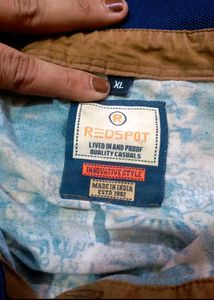 XL
R
REDSPOT
LIVED IN AND PROOF
QUALITY CASUALS
INNOVATIVE STYLE
MADE IN INDIA
ESTD 1992